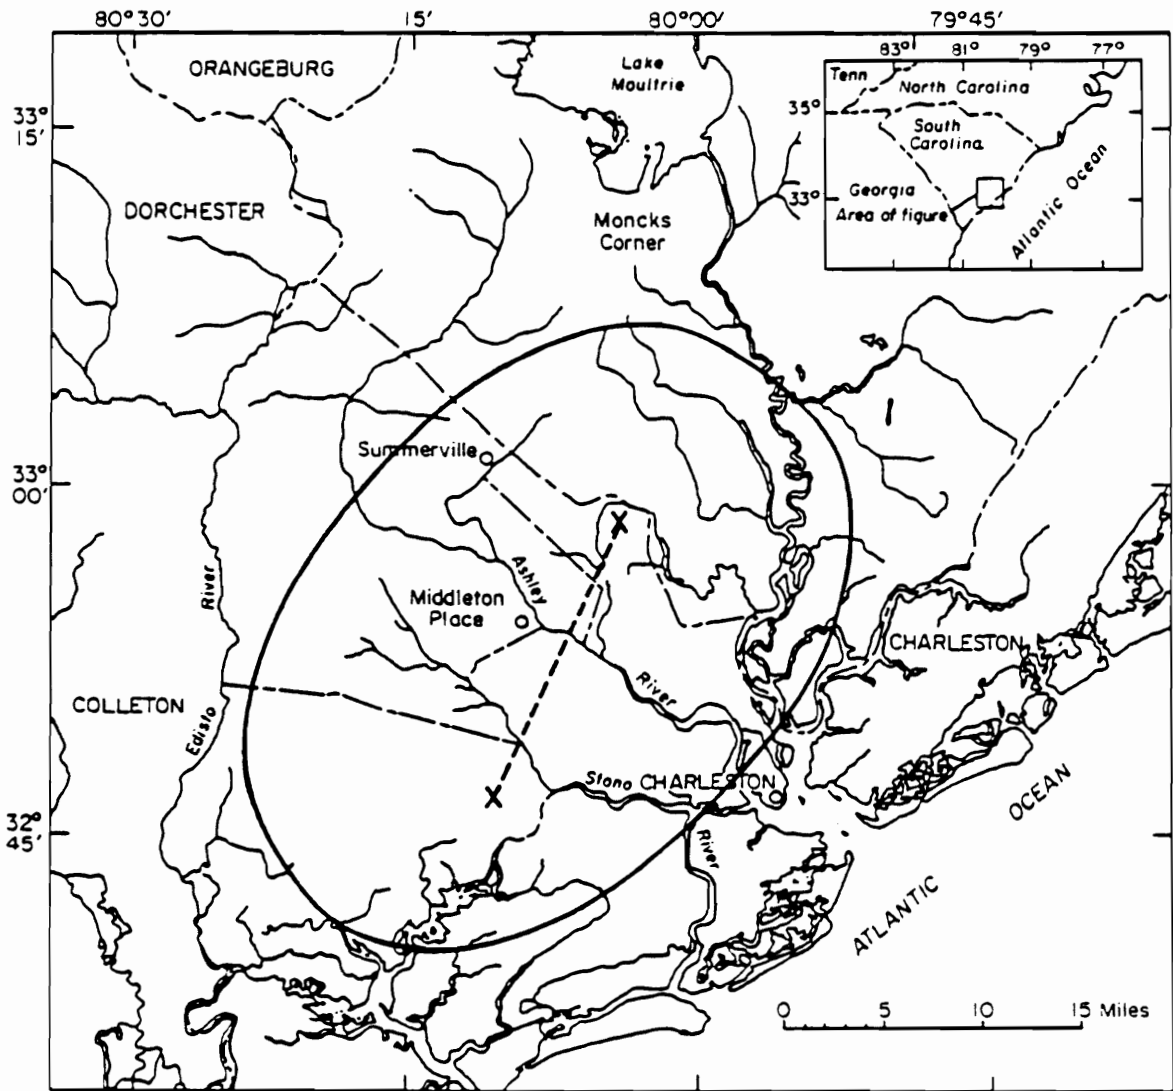 80°30'
15'
80°00'
79°45'
ORANGEBURG
Lake
Moultrie
83°
81°
79°
77°
Tenn
North Carolina
35°
South
Carolina
33°
Georgia
Area of figure
Atlantic Ocean
33°
15'
DORCHESTER
Moncks
Corner
Summerville
33°
00'
Ashley
River
Middleton
Place
River
CHARLESTON
COLLETON
Edisto
Stono
CHARLESTON
River
32°
45'
OCEAN
ATLANTIC
X
X
0
5
10
15 Miles